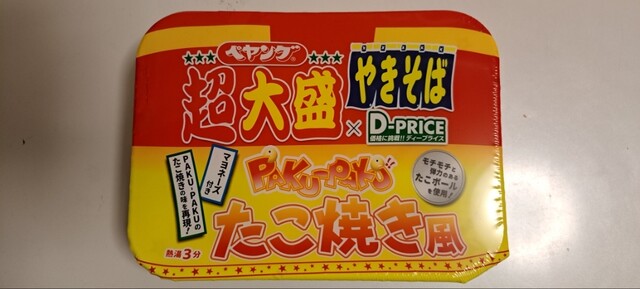 ★★★ ペヤング® ★★★
超大盛
やきそば
×
D-PRICE
価格に挑戦!! ディープライス
PAKU-PAKU!!
マヨネーズ
付き
PAKU-PAKUの
たこ焼きの味を再現!
モチモチと
弾力のある
たこボール
を使用!
たこ焼き風
熱湯3分